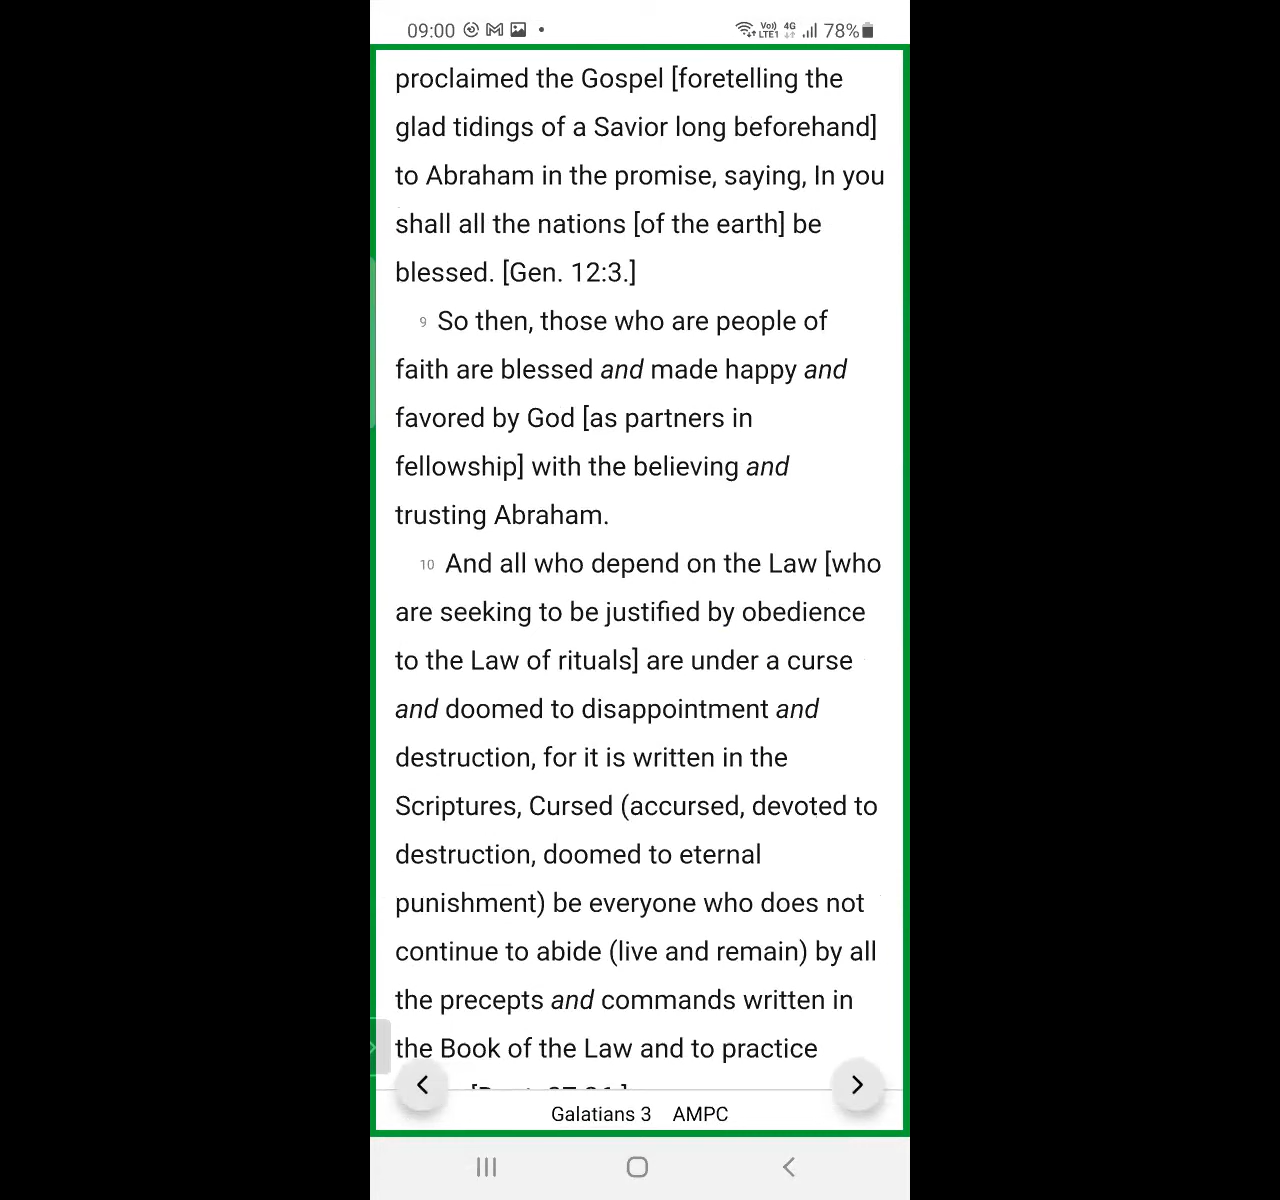 09:00
Vo)) LTE1 4G 78%
proclaimed the Gospel [foretelling the
glad tidings of a Savior long beforehand]
to Abraham in the promise, saying, In you
shall all the nations [of the earth] be
blessed. [Gen. 12:3.]
9 So then, those who are people of
faith are blessed and made happy and
favored by God [as partners in
fellowship] with the believing and
trusting Abraham.
10 And all who depend on the Law [who
are seeking to be justified by obedience
to the Law of rituals] are under a curse
and doomed to disappointment and
destruction, for it is written in the
Scriptures, Cursed (accursed, devoted to
destruction, doomed to eternal
punishment) be everyone who does not
continue to abide (live and remain) by all
the precepts and commands written in
the Book of the Law and to practice
Galatians 3 AMPC